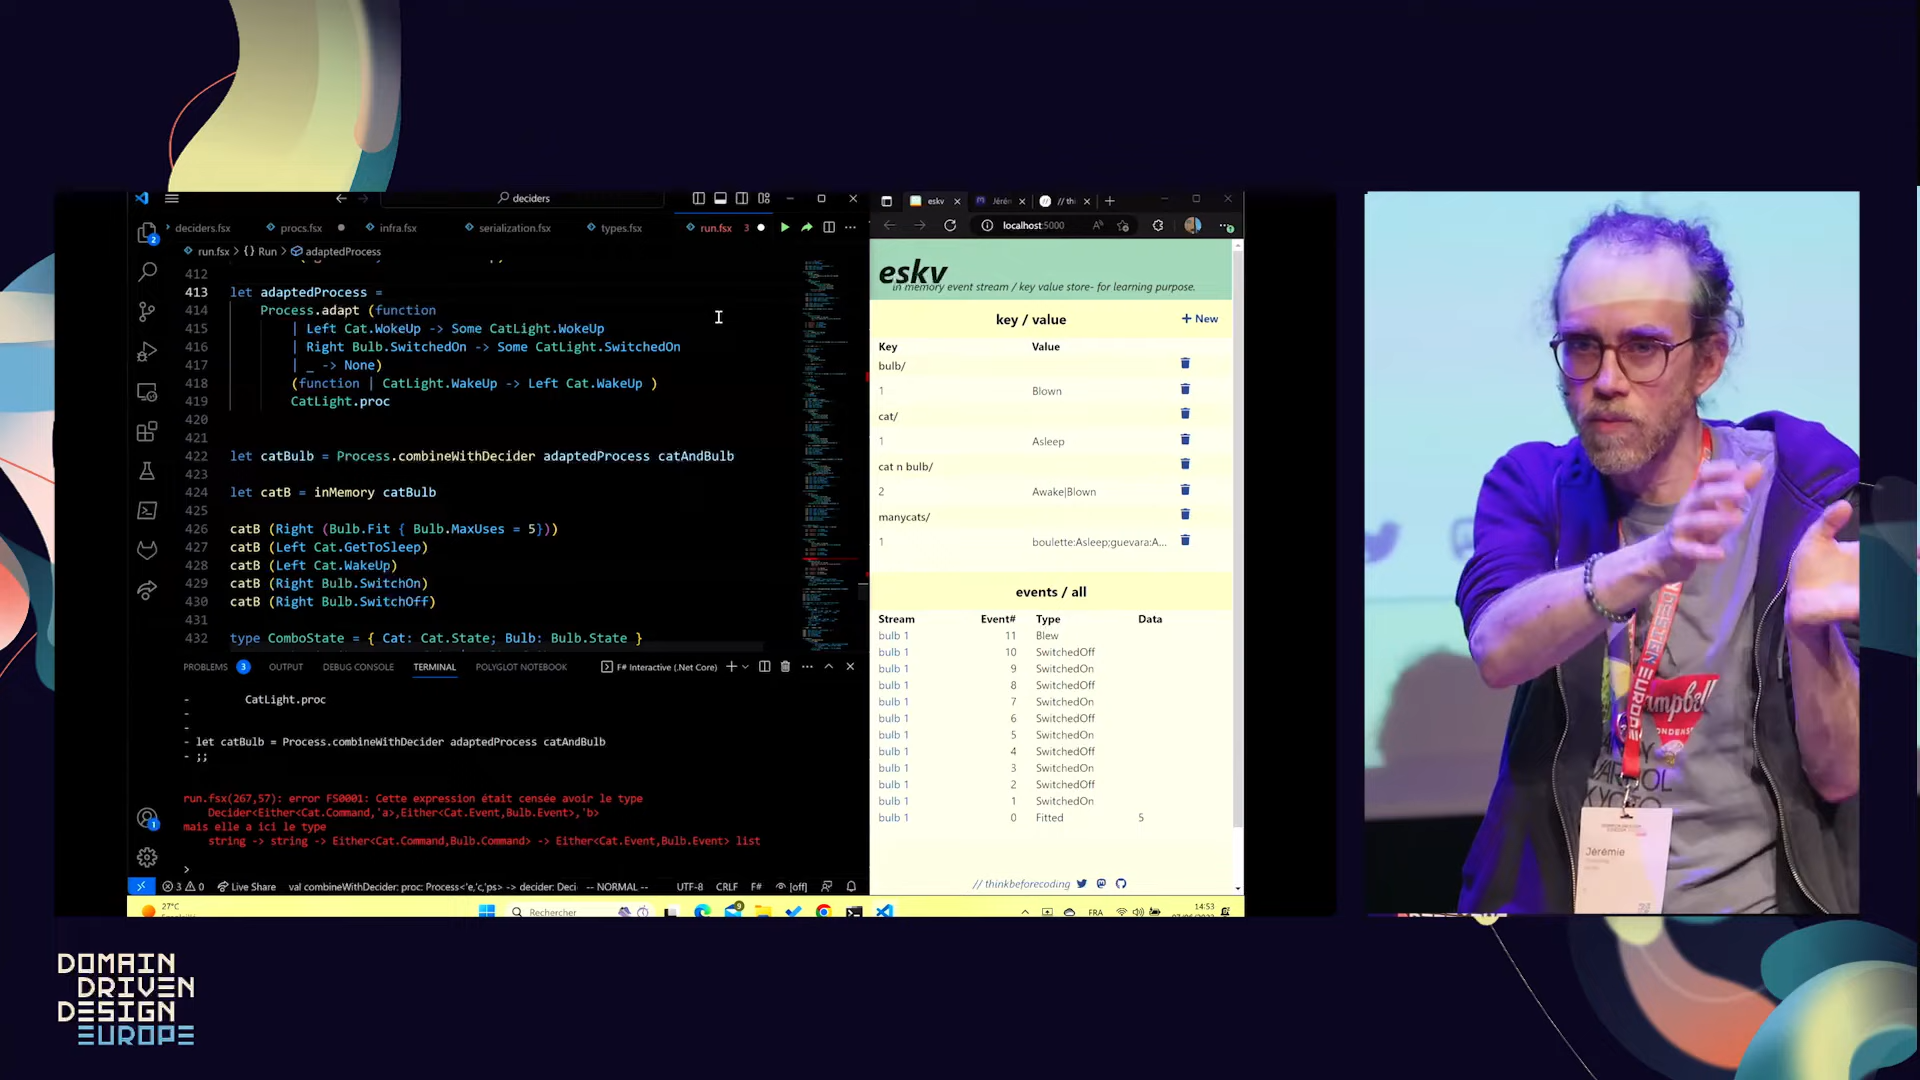 deciders
deciders.fsx procs.fsx infra.fsx serialization.fsx types.fsx run.fsx 3
run.fsx > {} Run > adaptedProcess
412
413 let adaptedProcess =
414 Process.adapt (function
415 | Left Cat.WokeUp -> Some CatLight.WokeUp
416 | Right Bulb.SwitchedOn -> Some CatLight.SwitchedOn
417 | _ -> None)
418 (function | CatLight.WakeUp -> Left Cat.WakeUp )
419 CatLight.proc
420
421
422 let catBulb = Process.combineWithDecider adaptedProcess catAndBulb
423
424 let catB = inMemory catBulb
425
426 catB (Right (Bulb.Fit { Bulb.MaxUses = 5}))
427 catB (Left Cat.GetToSleep)
428 catB (Left Cat.WakeUp)
429 catB (Right Bulb.SwitchOn)
430 catB (Right Bulb.SwitchOff)
431
432 type ComboState = { Cat: Cat.State; Bulb: Bulb.State }
PROBLEMS 3 OUTPUT DEBUG CONSOLE TERMINAL POLYGLOT NOTEBOOK F# Interactive (.Net Core)
- CatLight.proc
-
-
- let catBulb = Process.combineWithDecider adaptedProcess catAndBulb
- ;;
run.fsx(267,57): error FS0001: Cette expression était censée avoir le type
Decider<Either<Cat.Command,'a>,Either<Cat.Event,Bulb.Event>,'b>
mais elle a ici le type
string -> string -> Either<Cat.Command,Bulb.Command> -> Either<Cat.Event,Bulb.Event> list
>
3 0 Live Share val combineWithDecider: proc: Process<'e,'c,'ps> -> decider: Deci -- NORMAL -- UTF-8 CRLF F# [off]
eskv Jéré // thi
localhost:5000
eskv
in memory event stream / key value store- for learning purpose.
key / value + New
Key Value
bulb/
1 Blown
cat/
1 Asleep
cat n bulb/
2 Awake|Blown
manycats/
1 boulette:Asleep;guevara:A...
events / all
Stream Event# Type Data
bulb 1 11 Blew
bulb 1 10 SwitchedOff
bulb 1 9 SwitchedOn
bulb 1 8 SwitchedOff
bulb 1 7 SwitchedOn
bulb 1 6 SwitchedOff
bulb 1 5 SwitchedOn
bulb 1 4 SwitchedOff
bulb 1 3 SwitchedOn
bulb 1 2 SwitchedOff
bulb 1 1 SwitchedOn
bulb 1 0 Fitted 5
// thinkbeforecoding
27°C
Rechercher
FRA
14:53
Jérémie
DOMAIN
DRIVEN
DESIGN
EUROPE